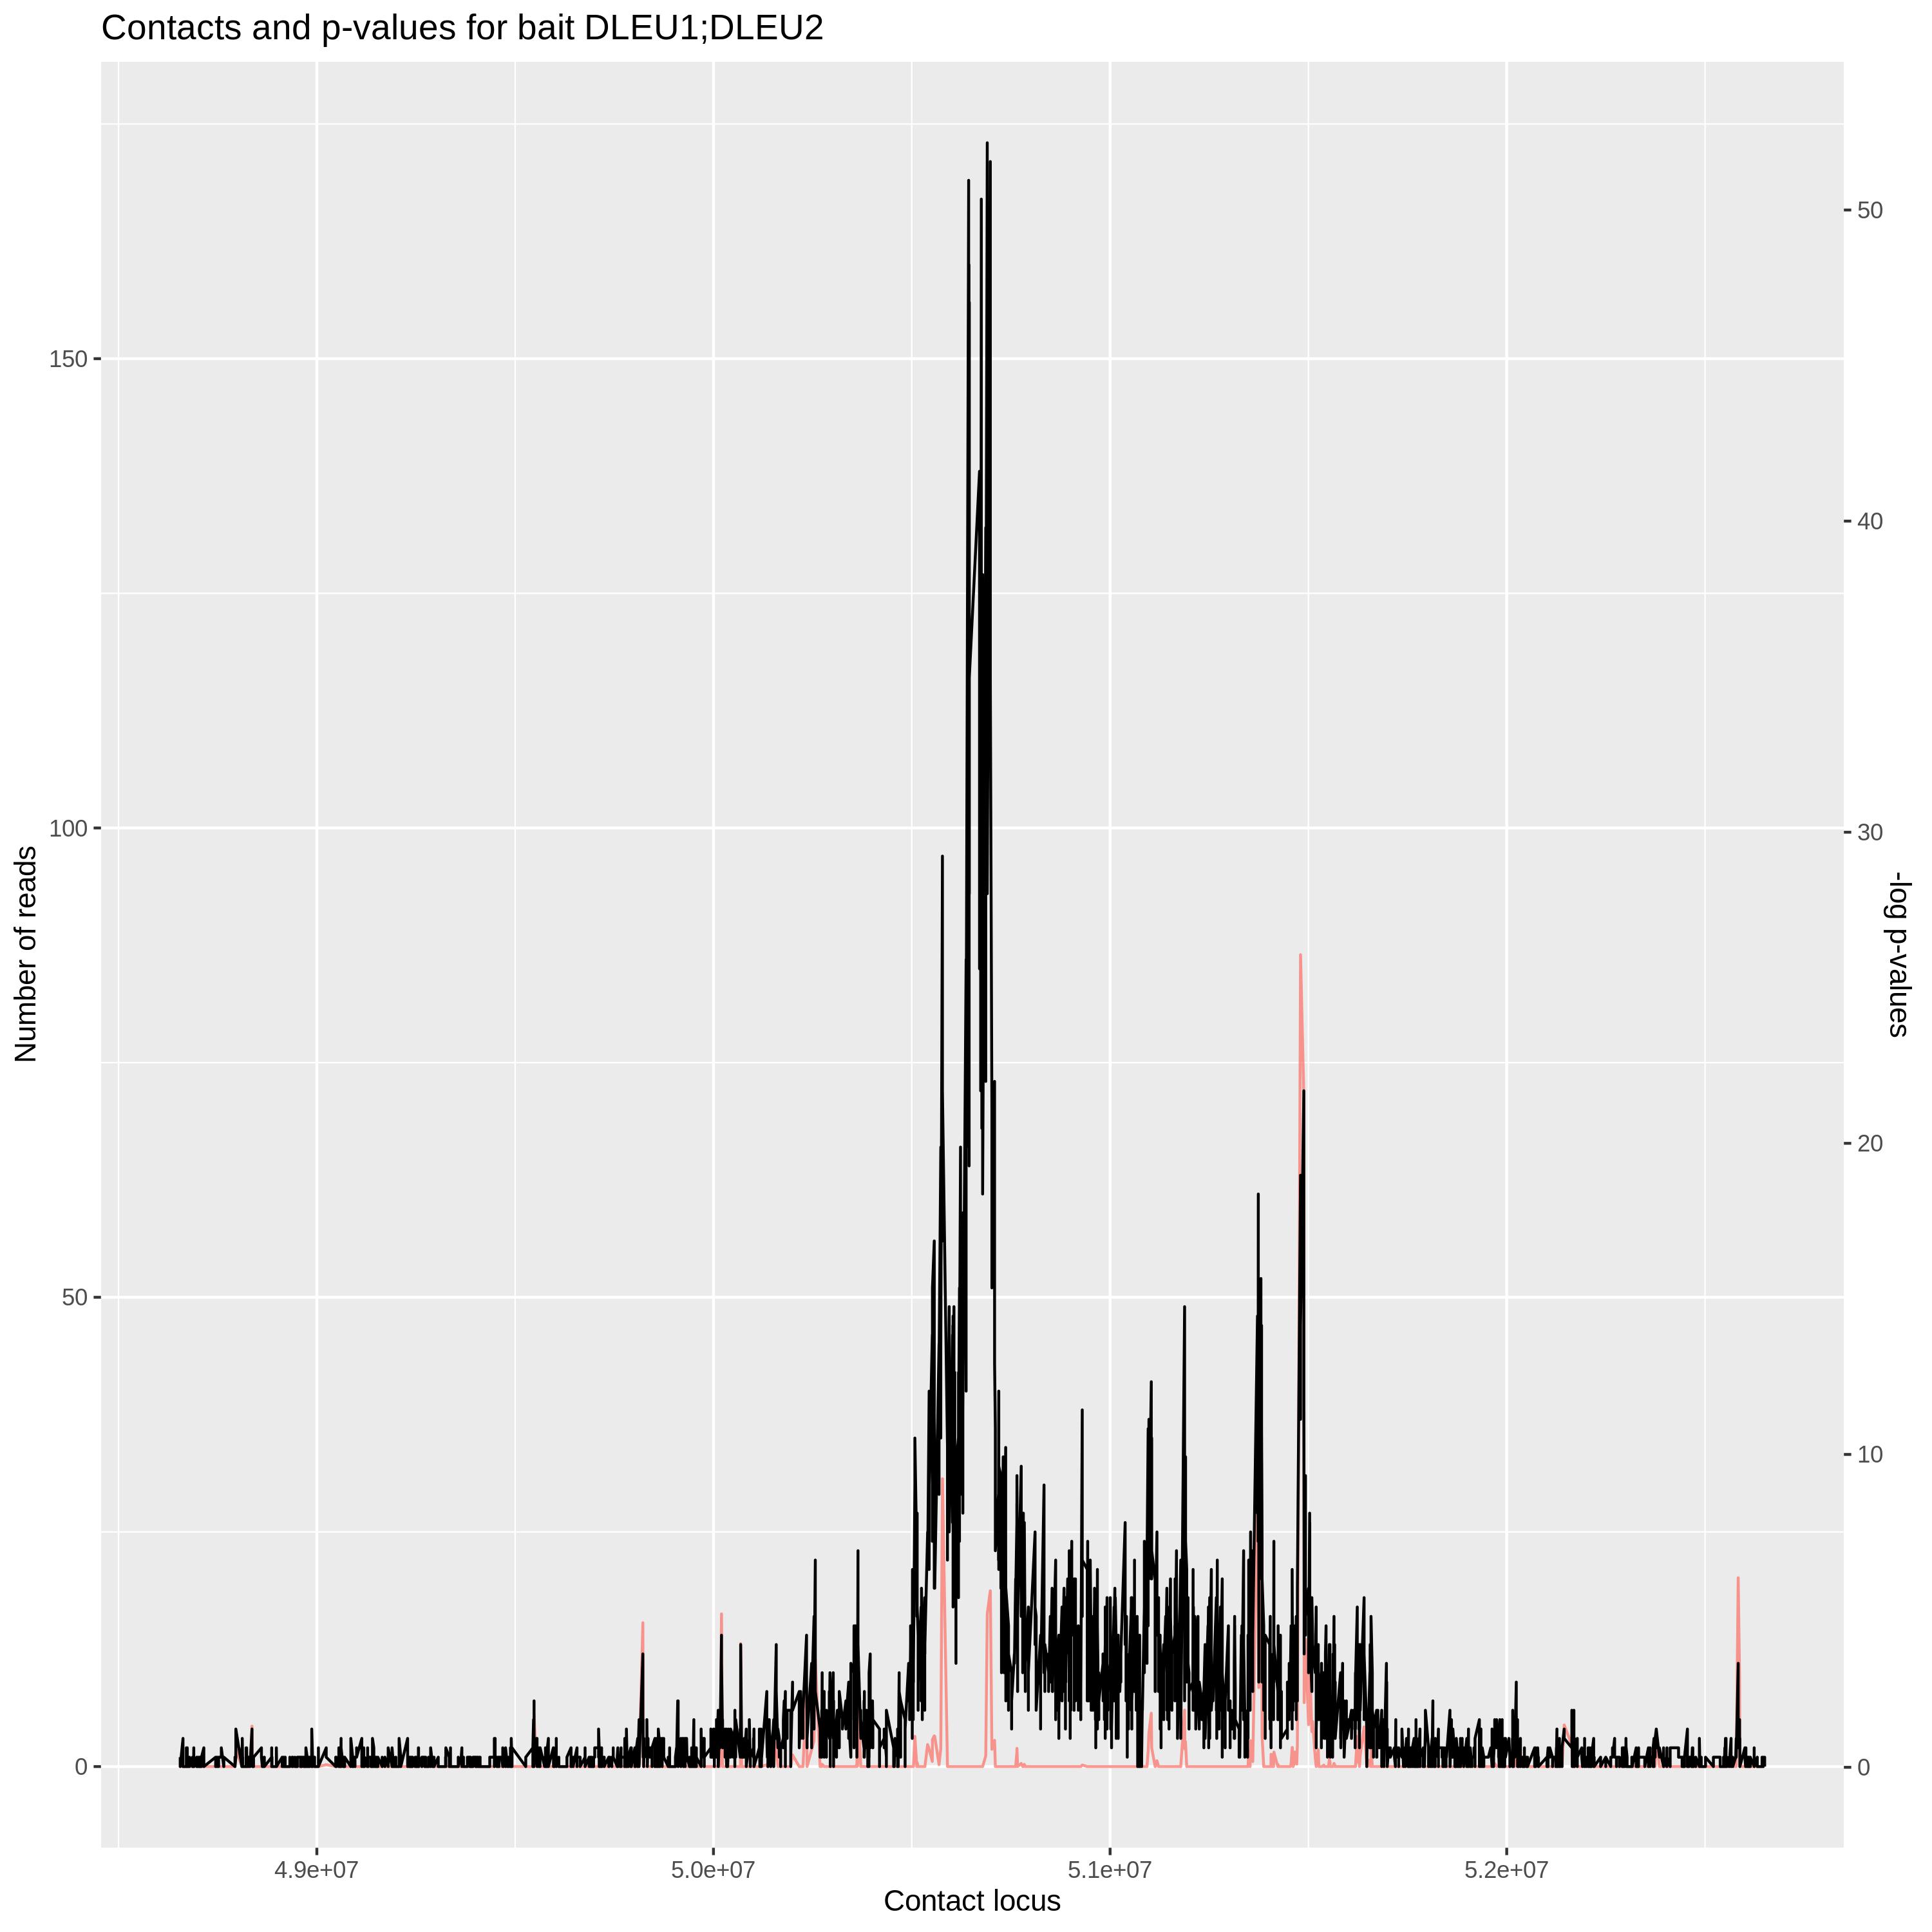 Contacts and p-values for bait DLEU1;DLEU2
150
100
50
0
Number of reads
50
40
30
20
10
0
-log p-values
4.9e+07
5.0e+07
5.1e+07
5.2e+07
Contact locus